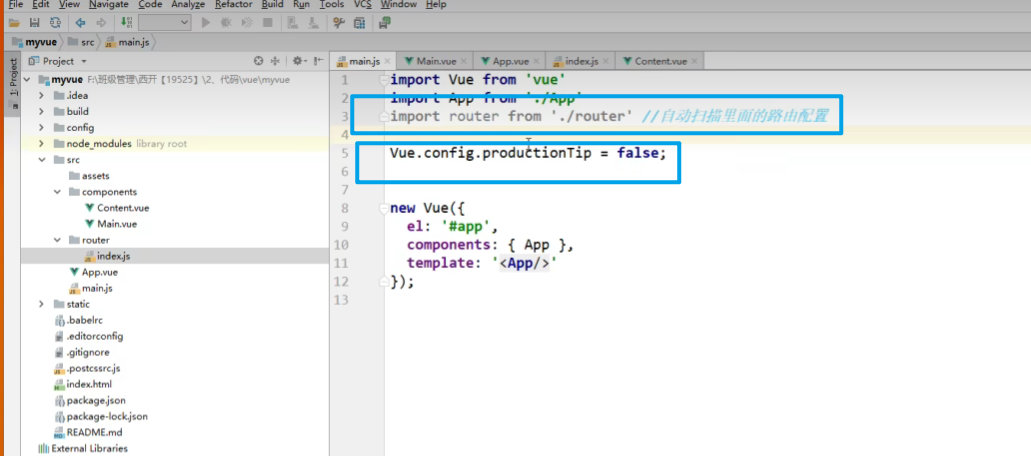 File Edit View Navigate Code Analyze Refactor Build Run Tools VCS Window Help
myvue src main.js
1: Project
Project
main.js Main.vue App.vue index.js Content.vue
myvue F:\班级管理\西开【19525】\2、代码\vue\myvue
.idea
build
config
node_modules library root
src
assets
components
Content.vue
Main.vue
router
index.js
App.vue
main.js
static
.babelrc
.editorconfig
.gitignore
.postcssrc.js
index.html
package.json
package-lock.json
README.md
External Libraries
1 import Vue from 'vue'
2 import App from './App'
3 import router from './router' //自动扫描里面的路由配置
4
5 Vue.config.productionTip = false;
6
7
8 new Vue({
9 el: '#app',
10 components: { App },
11 template: '<App/>'
12 });
13